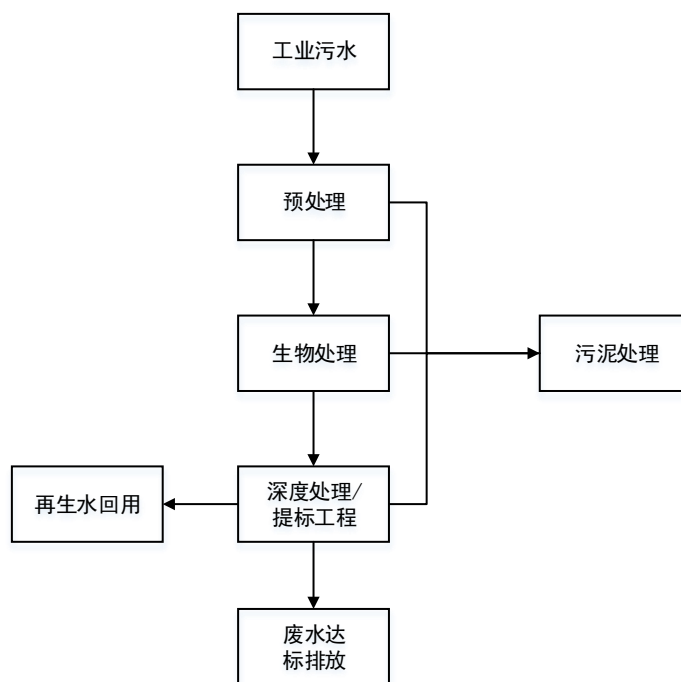 工业污水
预处理
生物处理
污泥处理
再生水回用
深度处理/
提标工程
废水达
标排放